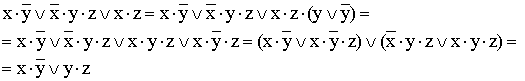 x·y̅ ∨ x̅·y·z ∨ x·z = x·y̅ ∨ x̅·y·z ∨ x·z·(y ∨ y̅) =
= x·y̅ ∨ x̅·y·z ∨ x·y·z ∨ x·y̅·z = (x·y̅ ∨ x·y̅·z) ∨ (x̅·y·z ∨ x·y·z) =
= x·y̅ ∨ y·z